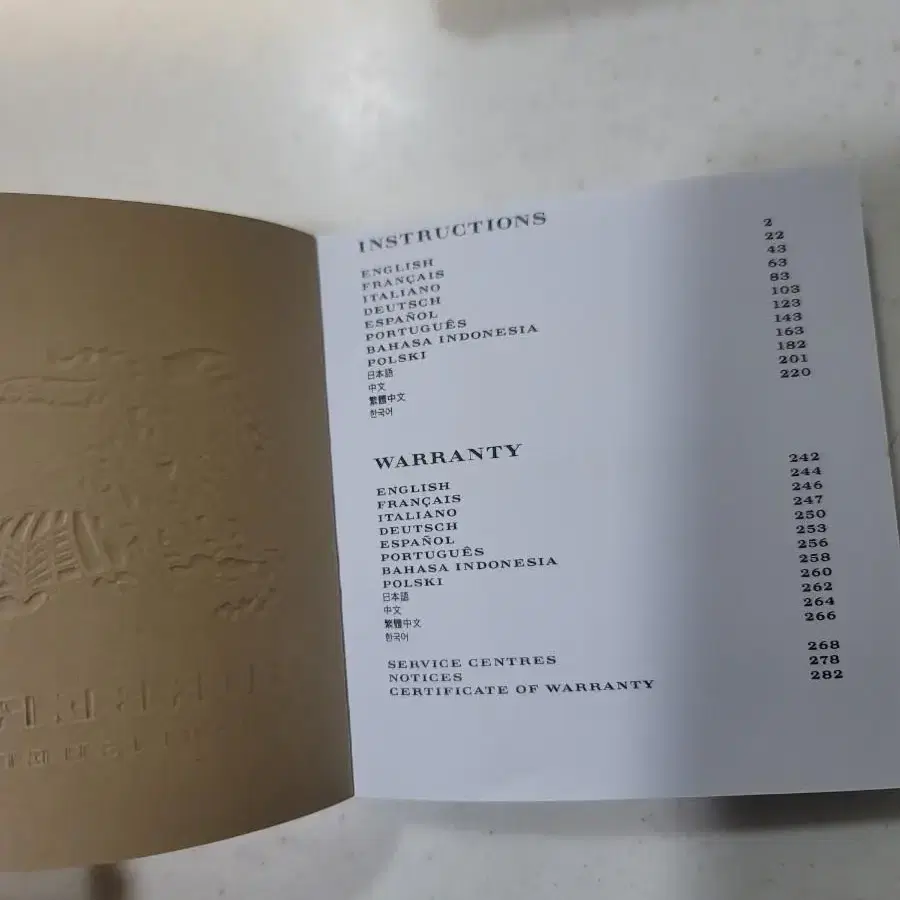 INSTRUCTIONS
ENGLISH 2
FRANÇAIS 22
ITALIANO 43
DEUTSCH 63
ESPAÑOL 83
PORTUGUÊS 103
BAHASA INDONESIA 123
POLSKI 143
日本語 163
中文 182
繁體中文 201
한국어 220
WARRANTY
ENGLISH 242
FRANÇAIS 244
ITALIANO 246
DEUTSCH 247
ESPAÑOL 250
PORTUGUÊS 253
BAHASA INDONESIA 256
POLSKI 258
日本語 260
中文 262
繁體中文 264
한국어 266
SERVICE CENTRES 268
NOTICES 278
CERTIFICATE OF WARRANTY 282